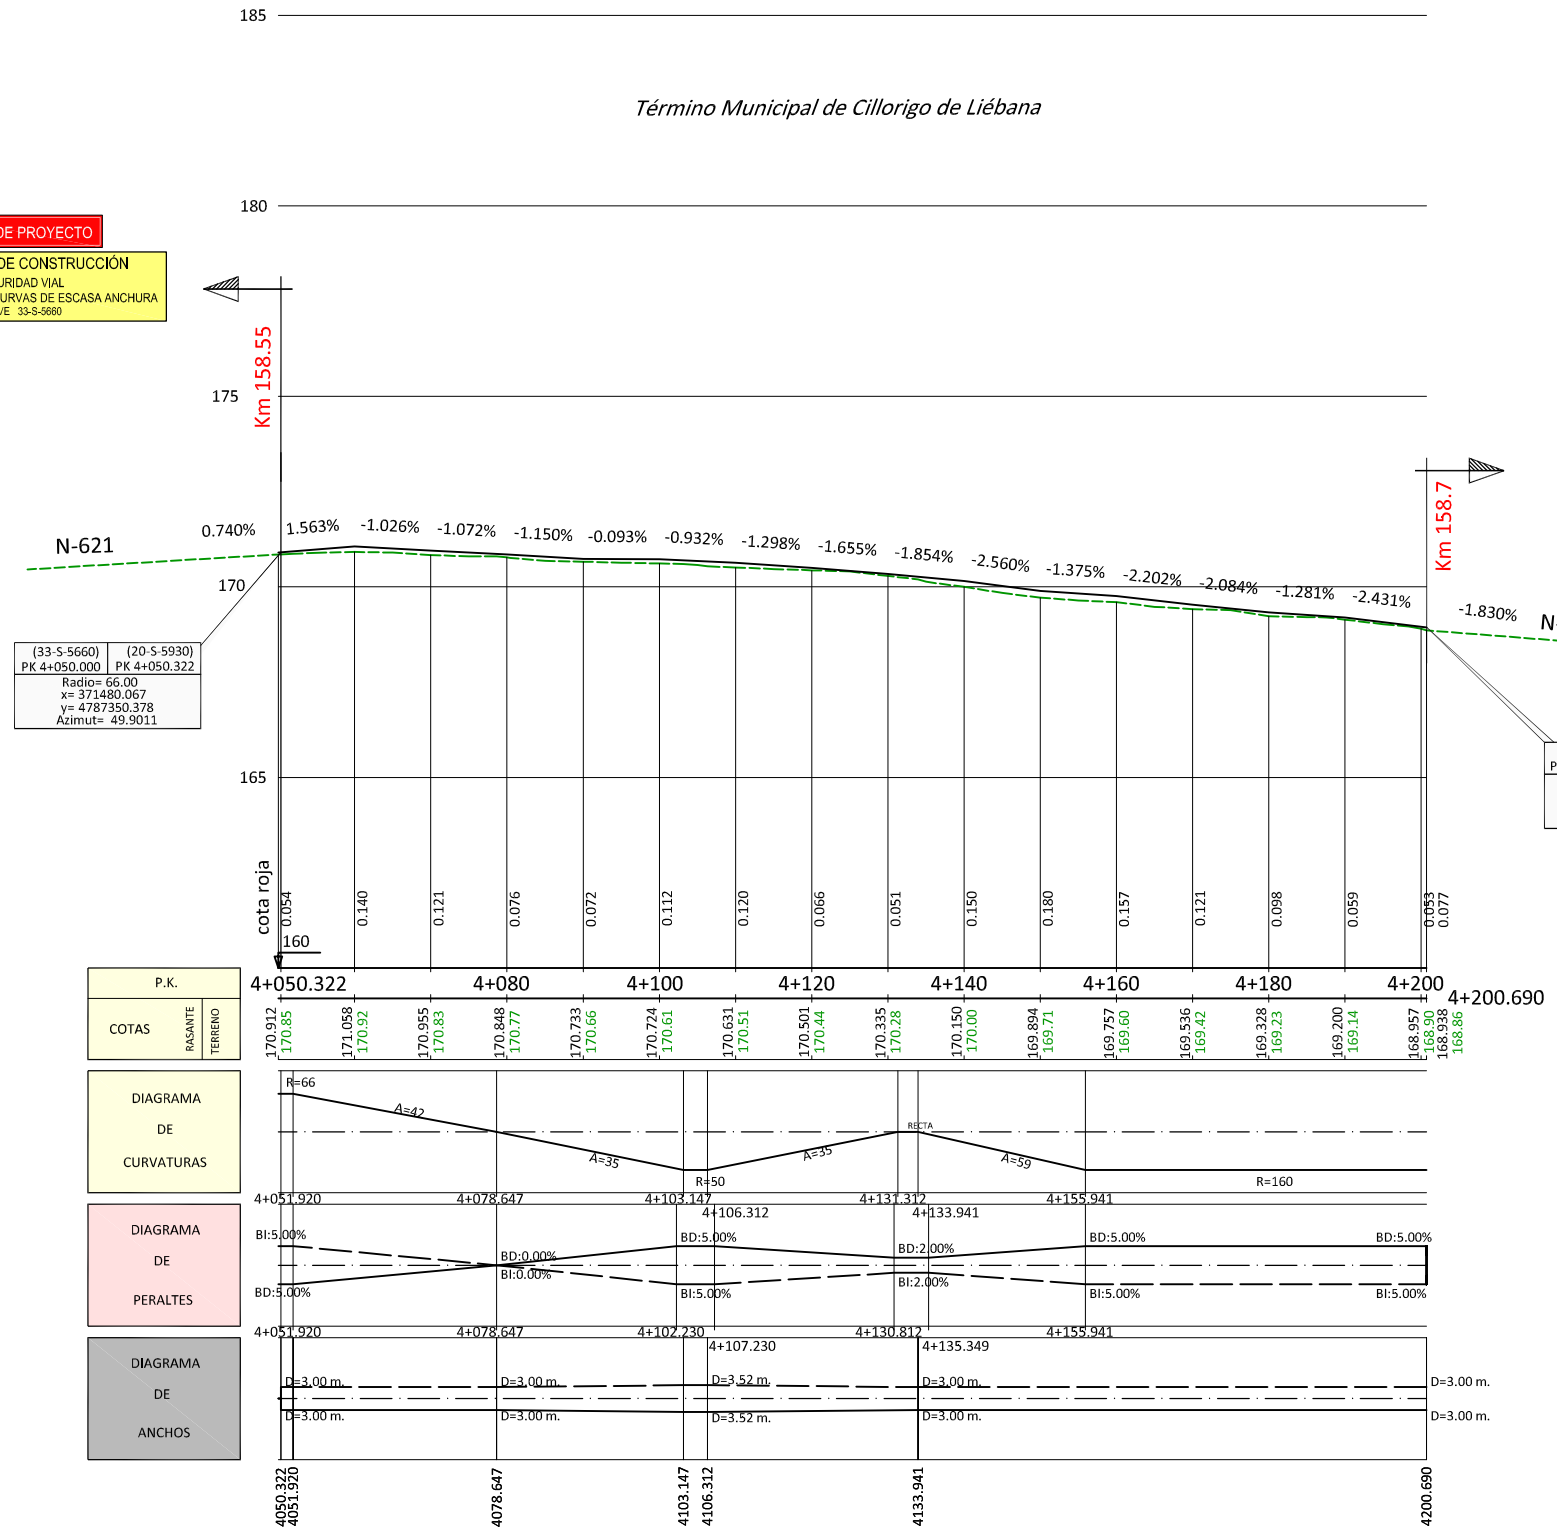 185
Término Municipal de Cillorigo de Liébana
180
DE PROYECTO
DE CONSTRUCCIÓN
URIDAD VIAL
URVAS DE ESCASA ANCHURA
VE 33-S-5660
Km 158.55
175
Km 158.7
N-621
0.740% 1.563% -1.026% -1.072% -1.150% -0.093% -0.932% -1.298% -1.655% -1.854% -2.560% -1.375% -2.202% -2.084% -1.281% -2.431% -1.830%
N-
170
(33-S-5660) (20-S-5930)
PK 4+050.000 PK 4+050.322
Radio= 66.00
x= 371480.067
y= 4787350.378
Azimut= 49.9011
P
165
cota roja
0.054 0.140 0.121 0.076 0.072 0.112 0.120 0.066 0.051 0.150 0.180 0.157 0.121 0.098 0.059 0.053 0.077
160
P.K.
4+050.322 4+080 4+100 4+120 4+140 4+160 4+180 4+200
4+200.690
COTAS
RASANTE
TERRENO
170.912 171.058 170.955 170.848 170.733 170.724 170.631 170.501 170.335 170.150 169.894 169.757 169.536 169.328 169.200 168.957 168.938
170.85 170.92 170.83 170.77 170.66 170.61 170.51 170.44 170.28 170.00 169.71 169.60 169.42 169.23 169.14 168.90 168.86
DIAGRAMA
DE
CURVATURAS
R=66
A=42
A=35
R=50
A=35
RECTA
A=59
R=160
4+051.920 4+078.647 4+103.147 4+131.312 4+155.941
4+106.312 4+133.941
DIAGRAMA
DE
PERALTES
BI:5.00%
BD:0.00%
BD:5.00%
BD:2.00%
BD:5.00%
BD:5.00%
BD:5.00%
BI:0.00%
BI:5.00%
BI:2.00%
BI:5.00%
BI:5.00%
4+051.920 4+078.647 4+102.230 4+130.812 4+155.941
4+107.230 4+135.349
DIAGRAMA
DE
ANCHOS
D=3.00 m. D=3.00 m. D=3.52 m. D=3.00 m. D=3.00 m.
D=3.00 m. D=3.00 m. D=3.52 m. D=3.00 m. D=3.00 m.
4050.322 4051.920 4078.647 4103.147 4106.312 4133.941 4200.690